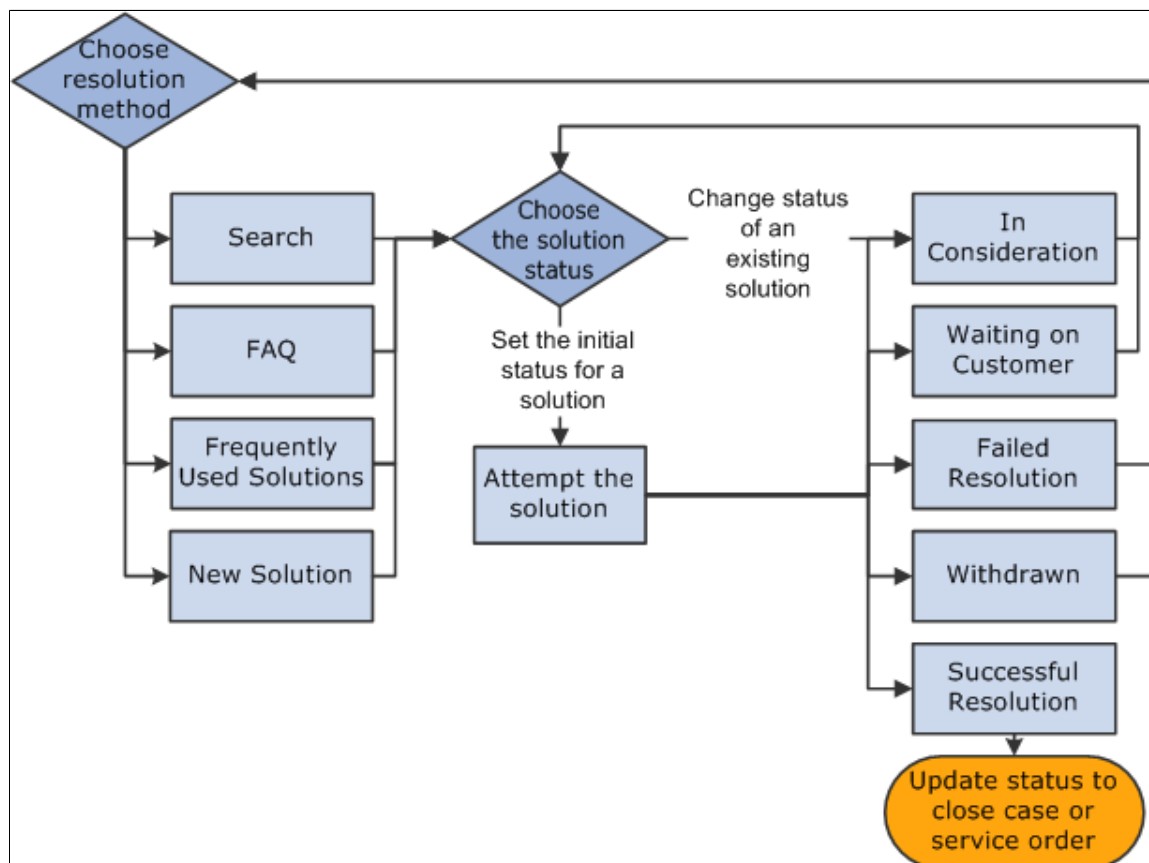 Choose
resolution
method
Search
FAQ
Frequently
Used Solutions
New Solution
Choose
the solution
status
Change status
of an
existing
solution
Set the initial
status for a
solution
Attempt the
solution
In
Consideration
Waiting on
Customer
Failed
Resolution
Withdrawn
Successful
Resolution
Update status to
close case or
service order